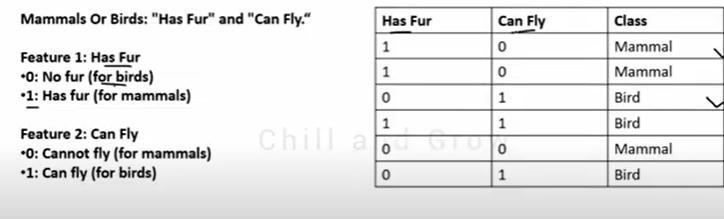 Mammals Or Birds: "Has Fur" and "Can Fly."
Feature 1: Has Fur
•0: No fur (for birds)
•1: Has fur (for mammals)
Feature 2: Can Fly
•0: Cannot fly (for mammals)
•1: Can fly (for birds)
Has Fur Can Fly Class
1 0 Mammal
1 0 Mammal
0 1 Bird
1 1 Bird
0 0 Mammal
0 1 Bird
Chill and Grow